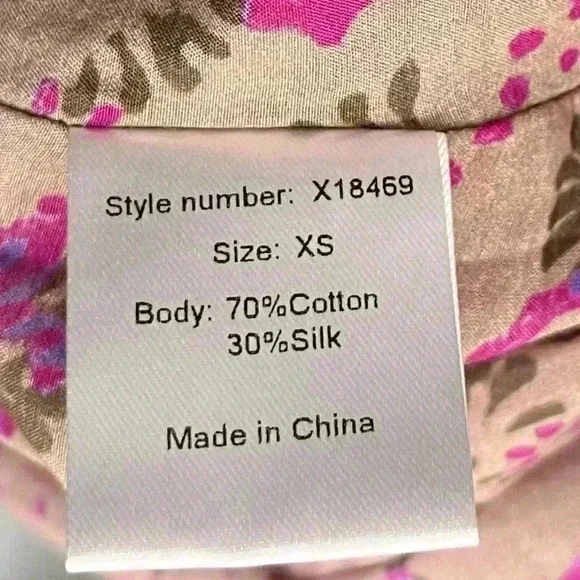 Style number: X18469
Size: XS
Body: 70%Cotton
30%Silk
Made in China